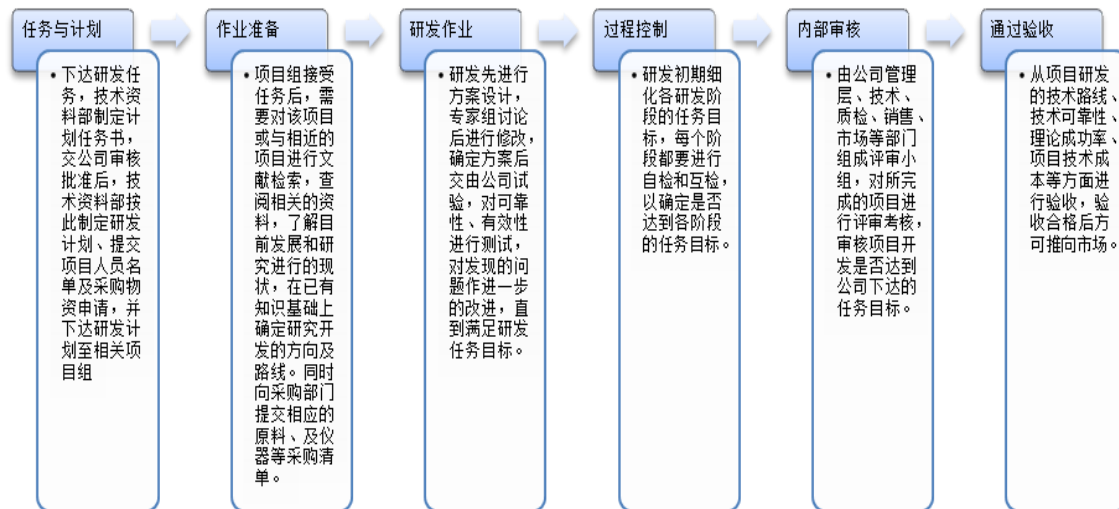 任务与计划
• 下达研发任
务，技术资
料部制定计
划任务书，
交公司审核
批准后，技
术资料部按
此制定研发
计划、提交
项目人员名
单及采购物
资申请，并
下达研发计
划至相关项
目组
作业准备
• 项目组接受
任务后，需
要对该项目
或与相近的
项目进行文
献检索，查
阅相关的资
料，了解目
前发展和研
究进行的现
状，在已有
知识基础上
确定研究开
发的方向及
路线。同时
向采购部门
提交相应的
原料、及仪
器等采购清
单。
研发作业
• 研发先进行
方案设计，
专家组讨论
后进行修改，
确定方案后
交由公司试
验，对可靠
性、有效性
进行测试，
对发现的问
题作进一步
的改进，直
到满足研发
任务目标。
过程控制
• 研发初期细
化各研发阶
段的任务目
标，每个阶
段都要进行
自检和互检，
以确定是否
达到各阶段
的任务目标。
内部审核
• 由公司管理
层、技术、
质检、销售、
市场等部门
组成评审小
组，对所完
成的项目进
行评审考核，
审核项目开
发是否达到
公司下达的
任务目标。
通过验收
• 从项目研发
的技术路线、
技术可靠性、
理论成功率、
项目技术成
本等方面进
行验收，验
收合格后方
可推向市场。